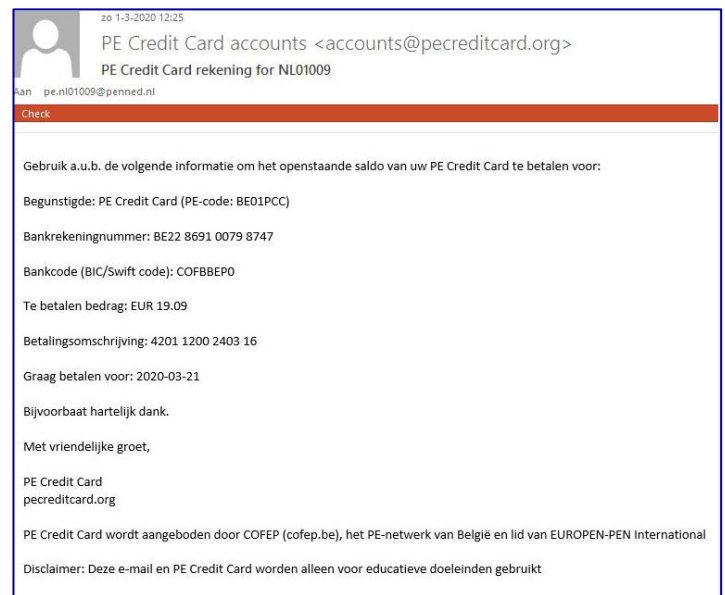 zo 1-3-2020 12:25
PE Credit Card accounts <accounts@pecreditcard.org>
PE Credit Card rekening for NL01009
Aan pe.nl01009@penned.nl
Check
Gebruik a.u.b. de volgende informatie om het openstaande saldo van uw PE Credit Card te betalen voor:
Begunstigde: PE Credit Card (PE-code: BE01PCC)
Bankrekeningnummer: BE22 8691 0079 8747
Bankcode (BIC/Swift code): COFBBEP0
Te betalen bedrag: EUR 19.09
Betalingsomschrijving: 4201 1200 2403 16
Graag betalen voor: 2020-03-21
Bijvoorbaat hartelijk dank.
Met vriendelijke groet,
PE Credit Card
pecreditcard.org
PE Credit Card wordt aangeboden door COFEP (cofep.be), het PE-netwerk van België en lid van EUROPEN-PEN International
Disclaimer: Deze e-mail en PE Credit Card worden alleen voor educatieve doeleinden gebruikt